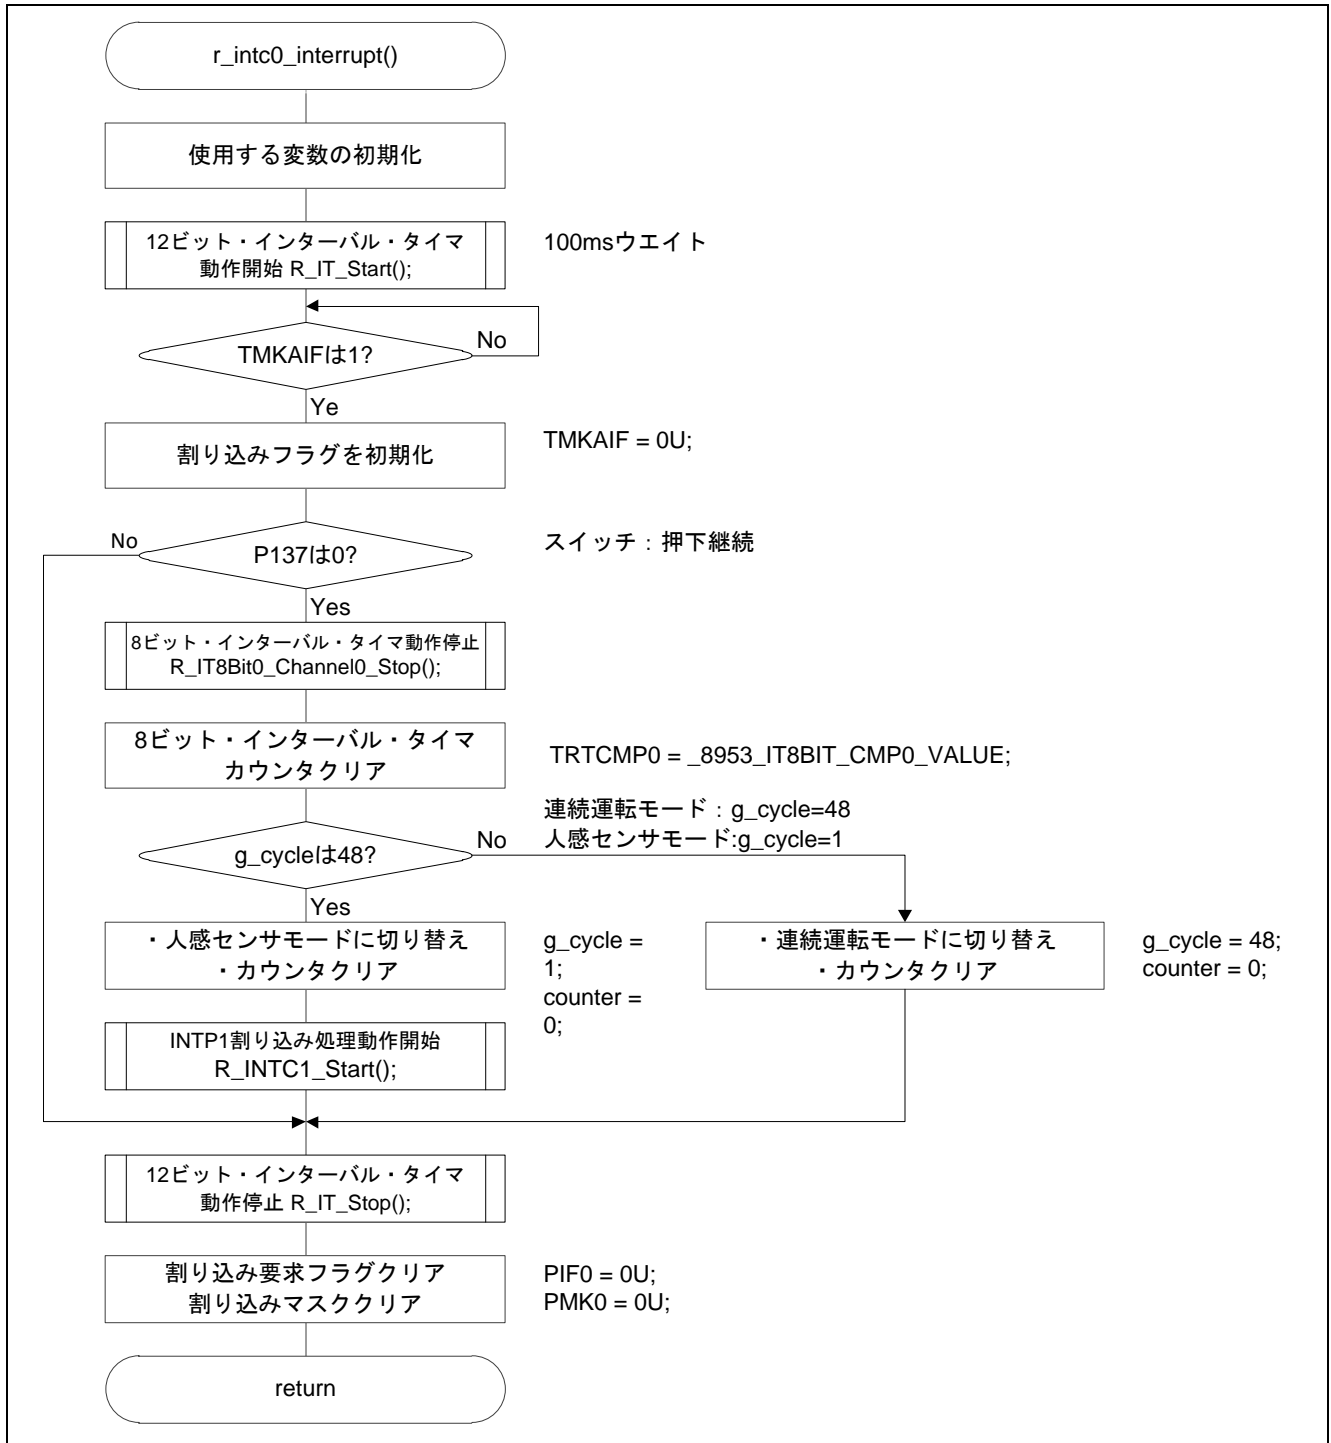 r_intc0_interrupt()
使用する変数の初期化
12ビット・インターバル・タイマ
動作開始 R_IT_Start();
100msウエイト
TMKAIFは1?
No
Ye
割り込みフラグを初期化
TMKAIF = 0U;
No
P137は0?
スイッチ：押下継続
Yes
8ビット・インターバル・タイマ動作停止
R_IT8Bit0_Channel0_Stop();
8ビット・インターバル・タイマ
カウンタクリア
TRTCMP0 = _8953_IT8BIT_CMP0_VALUE;
連続運転モード：g_cycle=48
人感センサモード:g_cycle=1
g_cycleは48?
No
Yes
・人感センサモードに切り替え
・カウンタクリア
g_cycle =
1;
counter =
0;
・連続運転モードに切り替え
・カウンタクリア
g_cycle = 48;
counter = 0;
INTP1割り込み処理動作開始
R_INTC1_Start();
12ビット・インターバル・タイマ
動作停止 R_IT_Stop();
割り込み要求フラグクリア
割り込みマスククリア
PIF0 = 0U;
PMK0 = 0U;
return